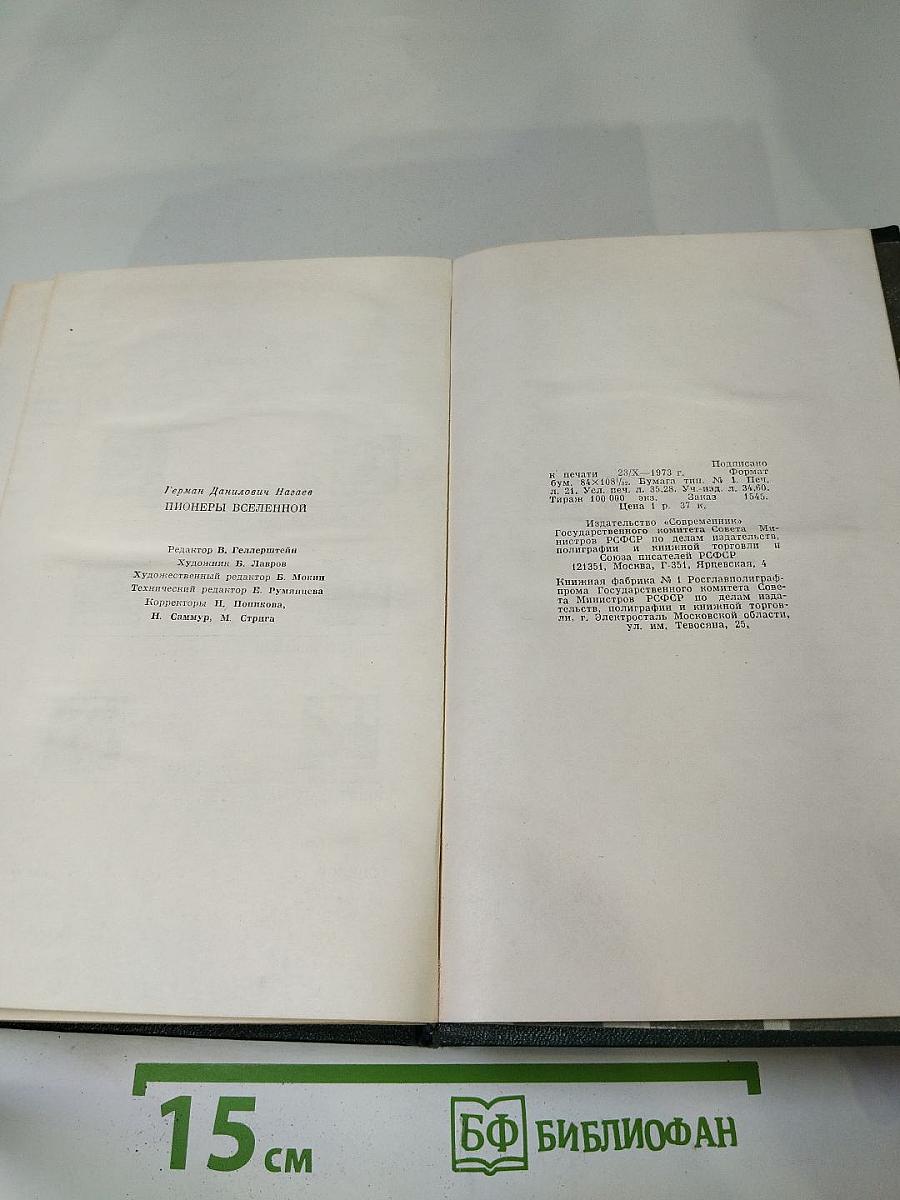 Герман Данилович Нагаев
ПИОНЕРЫ ВСЕЛЕННОЙ
Редактор В. Геллерштейн
Художник Б. Лавров
Художественный редактор Б. Мокин
Технический редактор Е. Румянцева
Корректоры Н. Попикова,
Н. Саммур, М. Стрига
Подписано
к печати 23/X—1973 г. Формат
бум. 84×108¹/₃₂. Бумага тип. № 1. Печ.
л. 21. Усл. печ. л. 35,28. Уч.-изд. л. 34,60.
Тираж 100 000 экз. Заказ 1545.
Цена 1 р. 37 к.
Издательство «Современник»
Государственного комитета Совета Ми-
нистров РСФСР по делам издательств,
полиграфии и книжной торговли и
Союза писателей РСФСР
121351, Москва, Г-351, Ярцевская, 4
Книжная фабрика № 1 Росглавполиграф-
прома Государственного комитета Сове-
та Министров РСФСР по делам изда-
тельств, полиграфии и книжной торгов-
ли. г. Электросталь Московской области,
ул. им. Тевосяна, 25.
15 см
БФ БИБЛИОФАН